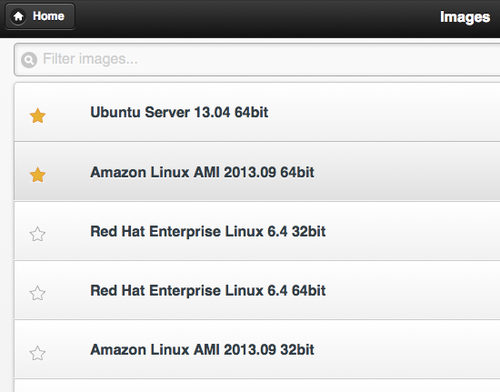 Home
Images
Filter images...
Ubuntu Server 13.04 64bit
Amazon Linux AMI 2013.09 64bit
Red Hat Enterprise Linux 6.4 32bit
Red Hat Enterprise Linux 6.4 64bit
Amazon Linux AMI 2013.09 32bit